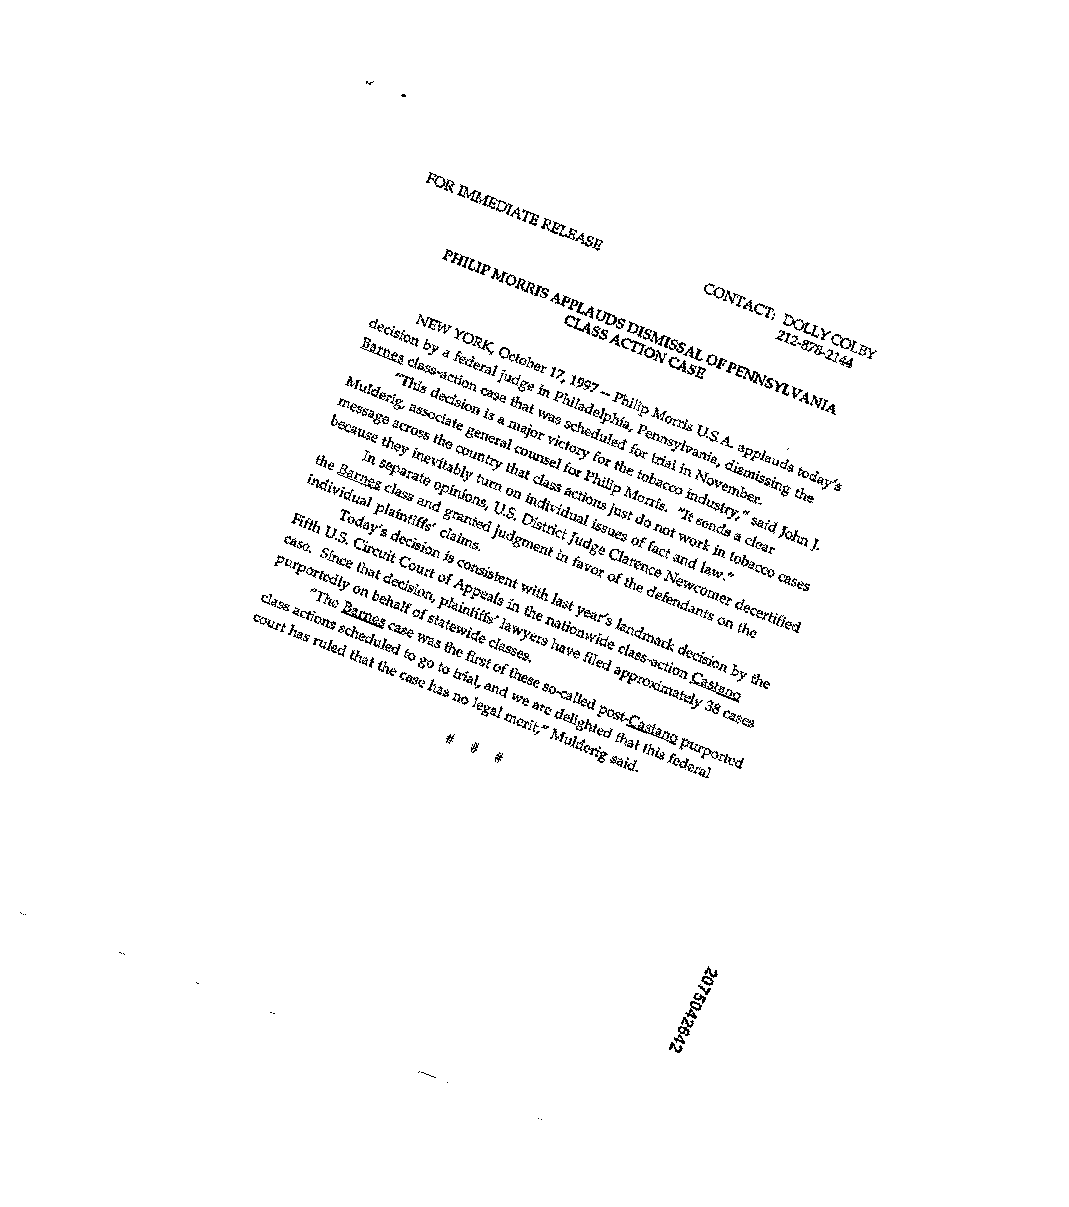 FOR IMMEDIATE RELEASE
CONTACT: DOLLY COLBY
212-878-2144
PHILIP MORRIS APPLAUDS DISMISSAL OF PENNSYLVANIA
CLASS ACTION CASE
NEW YORK, October 17, 1997 -- Philip Morris U.S.A. applauds today's
decision by a federal judge in Philadelphia, Pennsylvania, dismissing the
Barnes class-action case that was scheduled for trial in November.
"This decision is a major victory for the tobacco industry," said John J.
Mulderig, associate general counsel for Philip Morris. "It sends a clear
message across the country that class actions just do not work in tobacco cases
because they inevitably turn on individual issues of fact and law."
In separate opinions, U.S. District Judge Clarence Newcomer decertified
the Barnes class and granted judgment in favor of the defendants on the
individual plaintiffs' claims.
Today's decision is consistent with last year's landmark decision by the
Fifth U.S. Circuit Court of Appeals in the nationwide class-action Castano
case. Since that decision, plaintiffs' lawyers have filed approximately 38 cases
purportedly on behalf of statewide classes.
"The Barnes case was the first of these so-called post-Castano purported
class actions scheduled to go to trial, and we are delighted that this federal
court has ruled that the case has no legal merit," Mulderig said.
# # #
2075042642